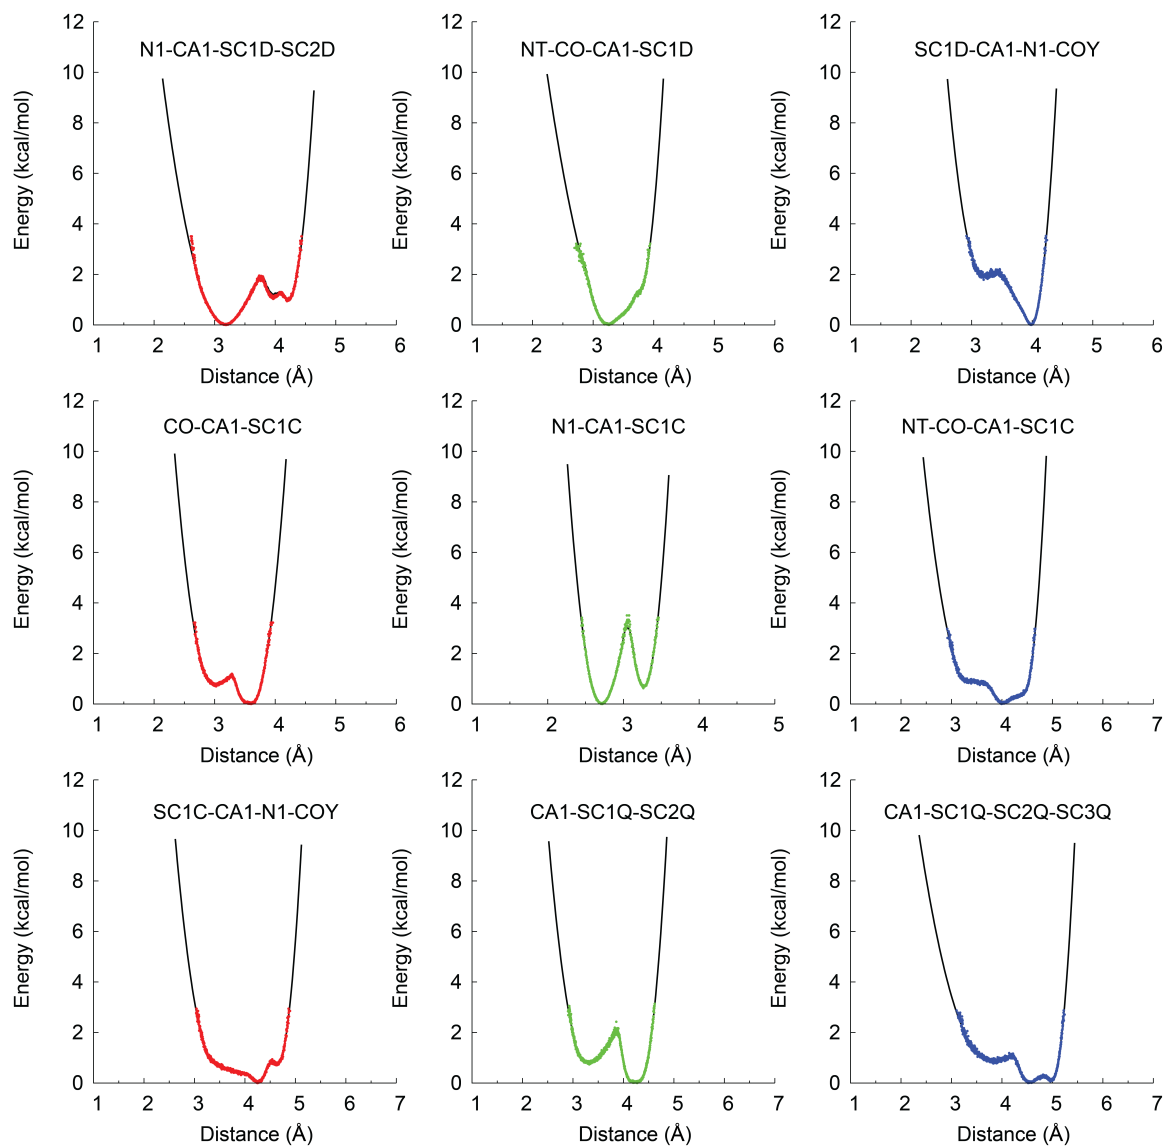 N1-CA1-SC1D-SC2D
Energy (kcal/mol)
12
10
8
6
4
2
0
1 2 3 4 5 6
Distance (Å)
NT-CO-CA1-SC1D
Energy (kcal/mol)
12
10
8
6
4
2
0
1 2 3 4 5 6
Distance (Å)
SC1D-CA1-N1-COY
Energy (kcal/mol)
12
10
8
6
4
2
0
1 2 3 4 5 6
Distance (Å)
CO-CA1-SC1C
Energy (kcal/mol)
12
10
8
6
4
2
0
1 2 3 4 5 6
Distance (Å)
N1-CA1-SC1C
Energy (kcal/mol)
12
10
8
6
4
2
0
1 2 3 4 5
Distance (Å)
NT-CO-CA1-SC1C
Energy (kcal/mol)
12
10
8
6
4
2
0
1 2 3 4 5 6 7
Distance (Å)
SC1C-CA1-N1-COY
Energy (kcal/mol)
12
10
8
6
4
2
0
1 2 3 4 5 6 7
Distance (Å)
CA1-SC1Q-SC2Q
Energy (kcal/mol)
12
10
8
6
4
2
0
1 2 3 4 5 6 7
Distance (Å)
CA1-SC1Q-SC2Q-SC3Q
Energy (kcal/mol)
12
10
8
6
4
2
0
1 2 3 4 5 6 7
Distance (Å)